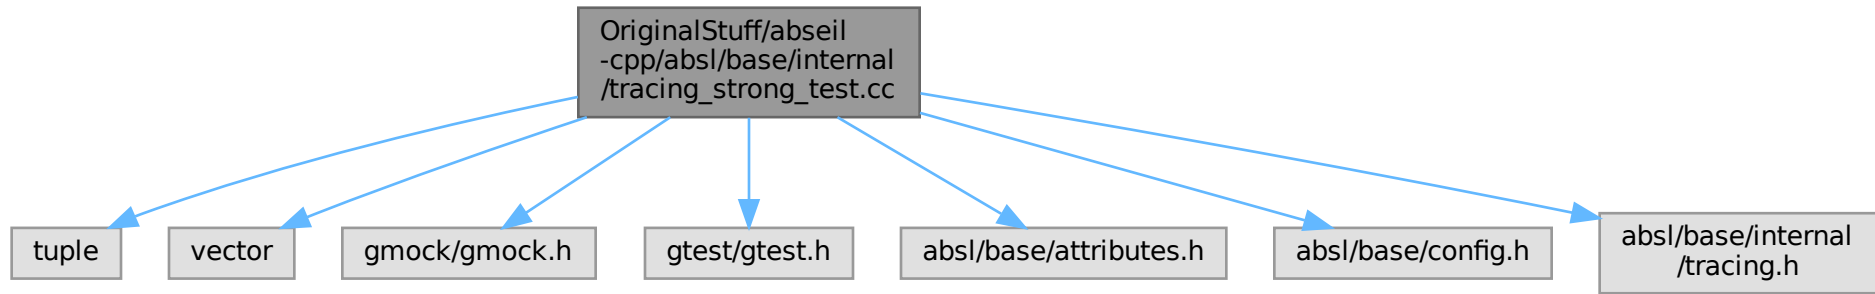 OriginalStuff/abseil
-cpp/absl/base/internal
/tracing_strong_test.cc
tuple
vector
gmock/gmock.h
gtest/gtest.h
absl/base/attributes.h
absl/base/config.h
absl/base/internal
/tracing.h